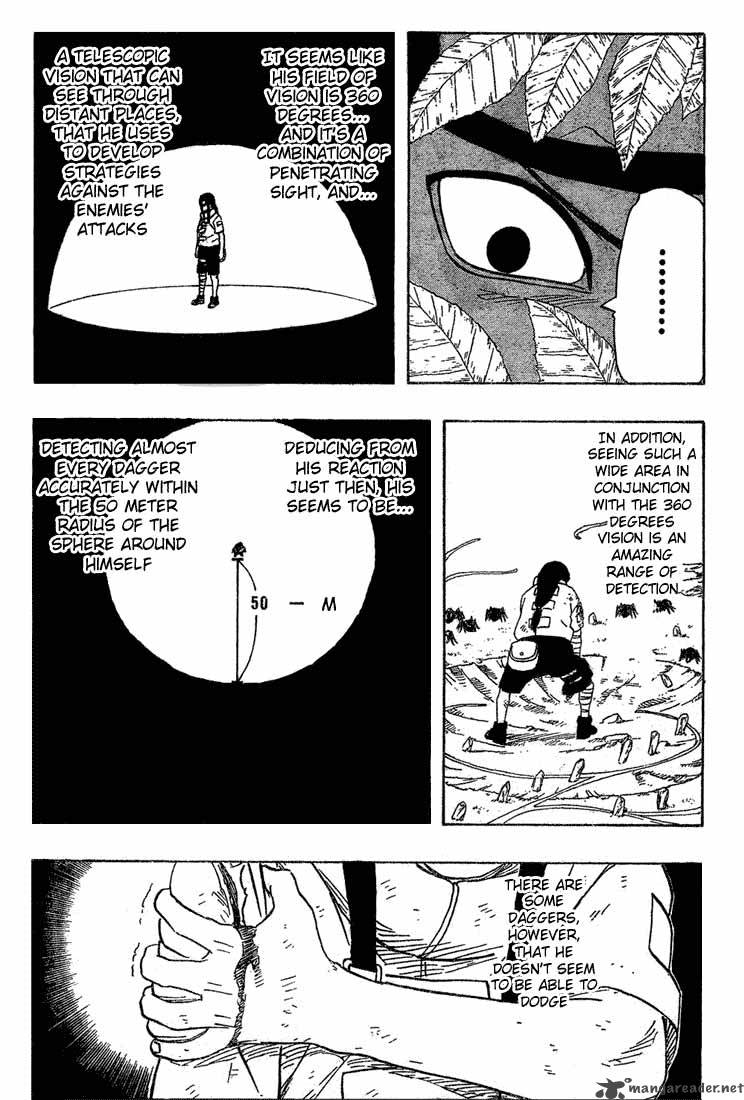 ........
IT SEEMS LIKE
HIS FIELD OF
VISION IS 360
DEGREES...
AND IT'S A
COMBINATION OF
PENETRATING
SIGHT, AND...
A TELESCOPIC
VISION THAT CAN
SEE THROUGH
DISTANT PLACES,
THAT HE USES
TO DEVELOP
STRATEGIES
AGAINST THE
ENEMIES'
ATTACKS
IN ADDITION,
SEEING SUCH A
WIDE AREA IN
CONJUNCTION
WITH THE 360
DEGREES
VISION IS AN
AMAZING
RANGE OF
DETECTION
DEDUCING FROM
HIS REACTION
JUST THEN, HIS
SEEMS TO BE...
DETECTING ALMOST
EVERY DAGGER
ACCURATELY WITHIN
THE 50 METER
RADIUS OF THE
SPHERE AROUND
HIMSELF
50 — M
THERE ARE
SOME
DAGGERS,
HOWEVER,
THAT HE
DOESN'T SEEM
TO BE ABLE TO
DODGE
mangareader.net